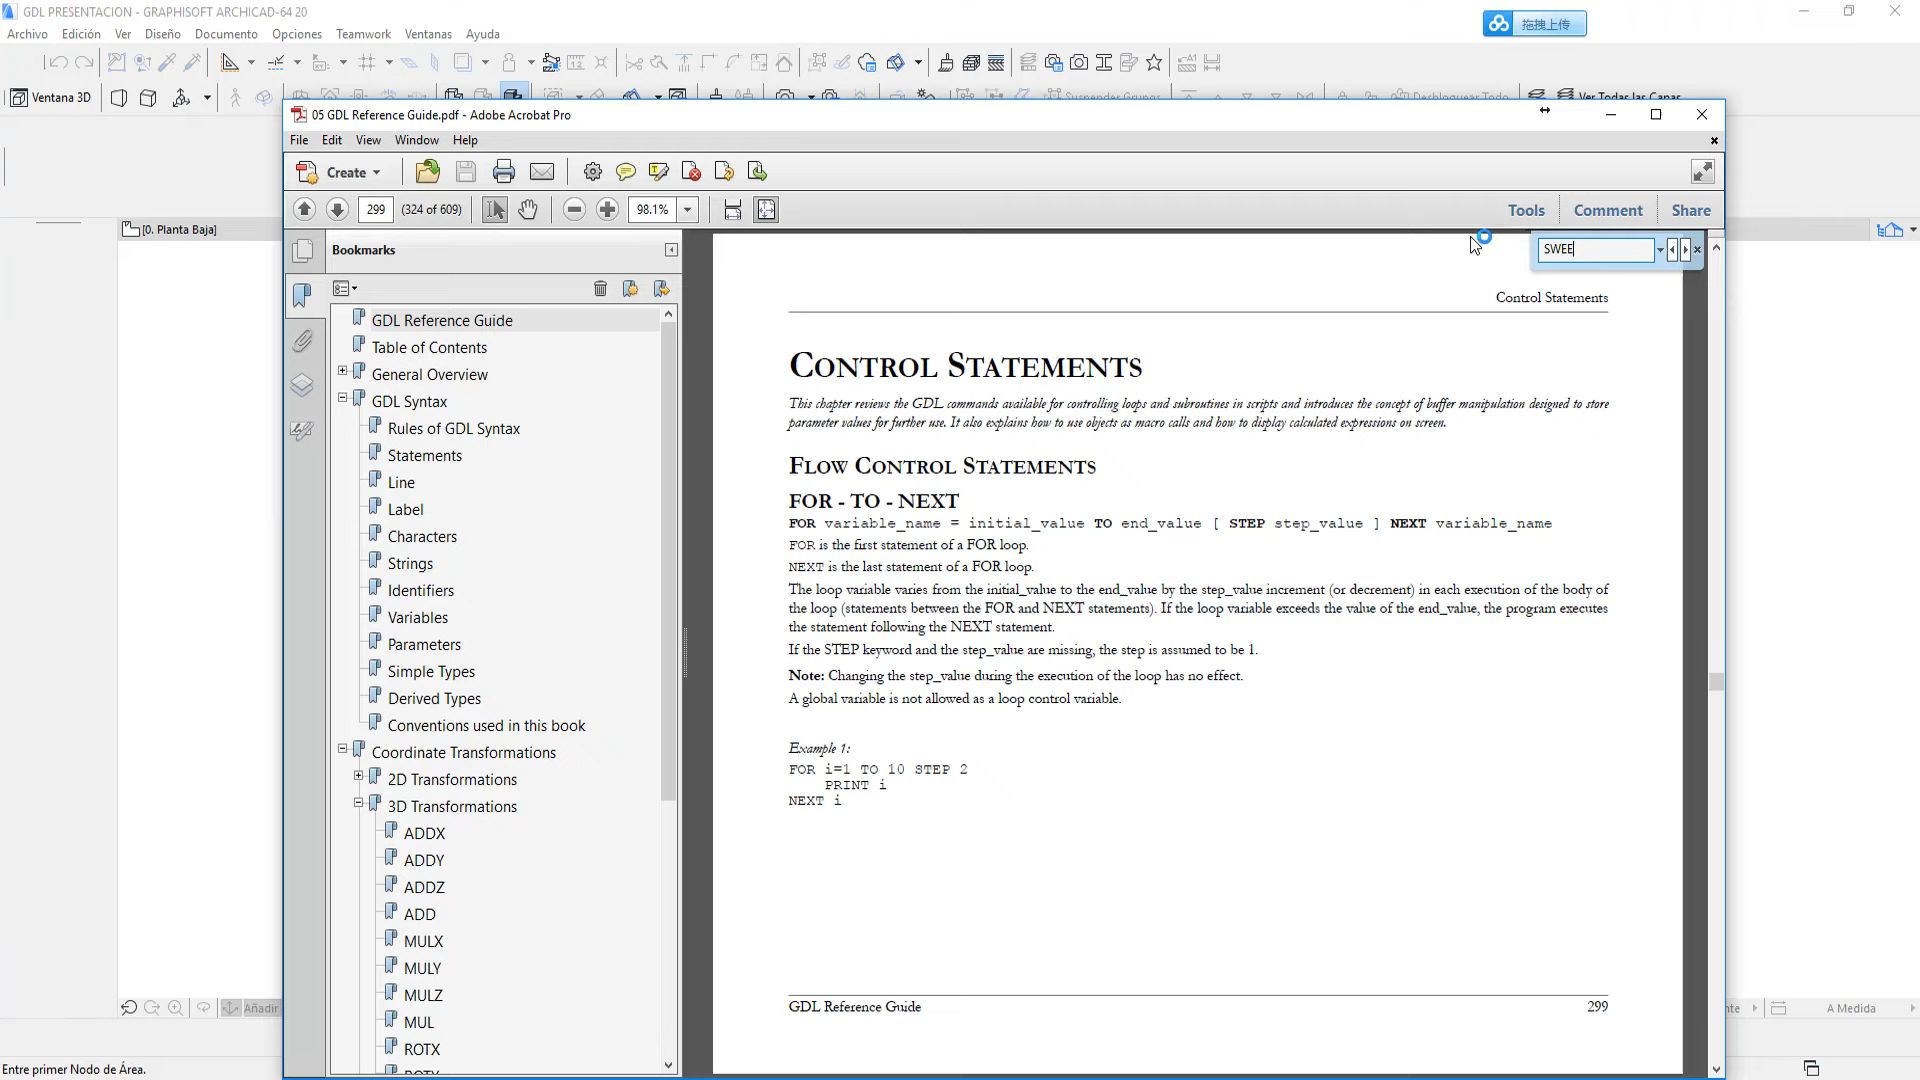 GDL PRESENTACION - GRAPHISOFT ARCHICAD-64 20
拖拽上传
Archivo Edición Ver Diseño Documento Opciones Teamwork Ventanas Ayuda
Ventana 3D
Suspender Grupos
Desbloquear Todo
Ver Todas las Capas
05 GDL Reference Guide.pdf - Adobe Acrobat Pro
File Edit View Window Help
Create
299 (324 of 609) 98.1%
Tools Comment Share
[0. Planta Baja]
Bookmarks
SWEE
GDL Reference Guide
Table of Contents
General Overview
GDL Syntax
Rules of GDL Syntax
Statements
Line
Label
Characters
Strings
Identifiers
Variables
Parameters
Simple Types
Derived Types
Conventions used in this book
Coordinate Transformations
2D Transformations
3D Transformations
ADDX
ADDY
ADDZ
ADD
MULX
MULY
MULZ
MUL
ROTX
Control Statements
CONTROL STATEMENTS
This chapter reviews the GDL commands available for controlling loops and subroutines in scripts and introduces the concept of buffer manipulation designed to store
parameter values for further use. It also explains how to use objects as macro calls and how to display calculated expressions on screen.
FLOW CONTROL STATEMENTS
FOR - TO - NEXT
FOR variable_name = initial_value TO end_value [ STEP step_value ] NEXT variable_name
FOR is the first statement of a FOR loop.
NEXT is the last statement of a FOR loop.
The loop variable varies from the initial_value to the end_value by the step_value increment (or decrement) in each execution of the body of
the loop (statements between the FOR and NEXT statements). If the loop variable exceeds the value of the end_value, the program executes
the statement following the NEXT statement.
If the STEP keyword and the step_value are missing, the step is assumed to be 1.
Note: Changing the step_value during the execution of the loop has no effect.
A global variable is not allowed as a loop control variable.
Example 1:
FOR i=1 TO 10 STEP 2
PRINT i
NEXT i
GDL Reference Guide 299
Añadir
A Medida
Entre primer Nodo de Área.